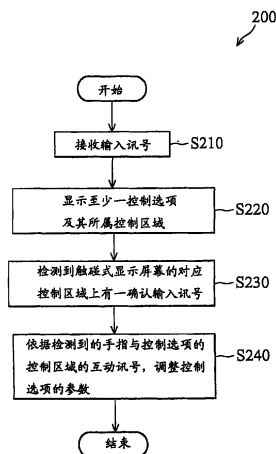 200
开始
接收输入讯号
S210
显示至少一控制选项
及其所属控制区域
S220
检测到触碰式显示屏幕的对应
控制区域上有一确认输入讯号
S230
依据检测到的手指与控制选项的
控制区域的互动讯号，调整控制
选项的参数
S240
结束